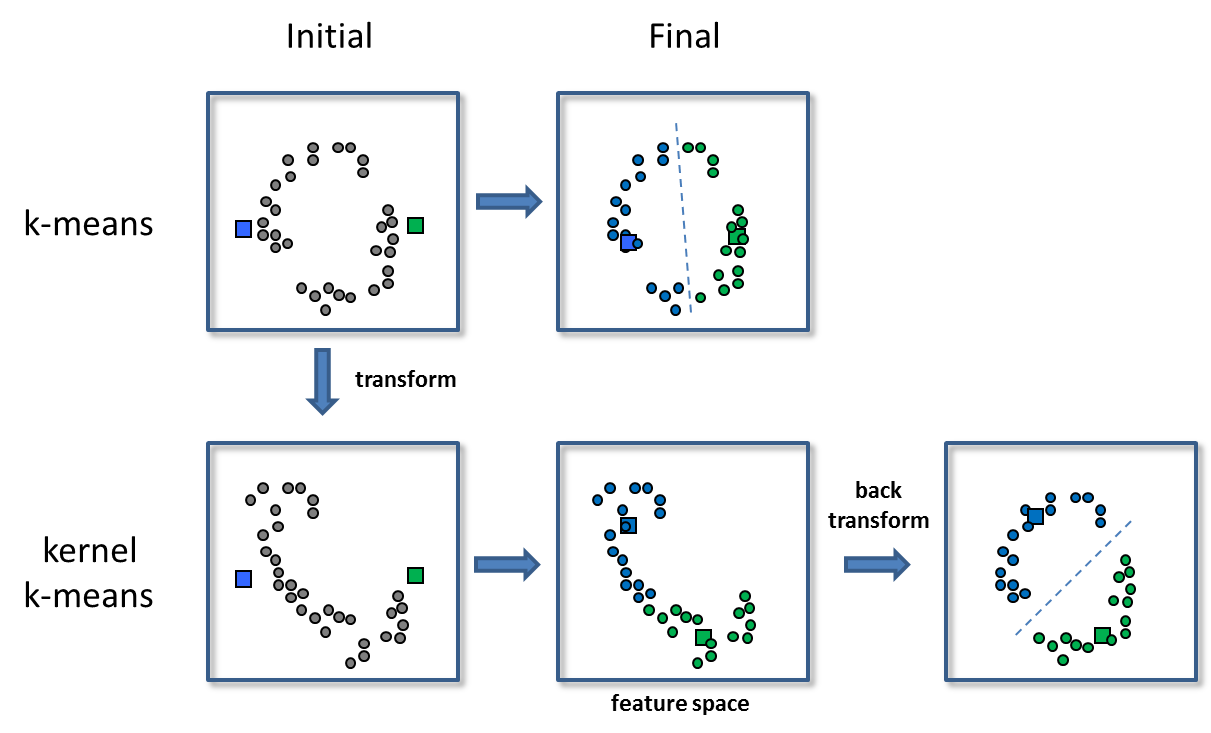 Initial
Final
k-means
transform
kernel
k-means
back
transform
feature space